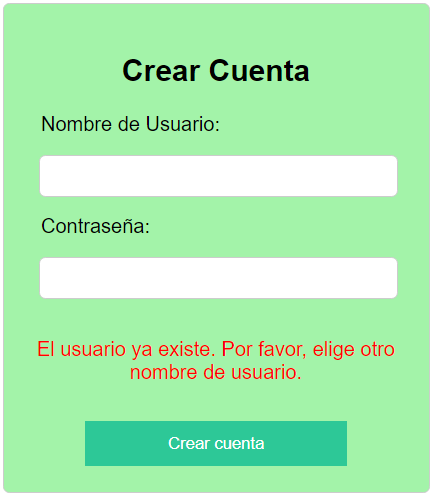 Crear Cuenta
Nombre de Usuario:
Contraseña:
El usuario ya existe. Por favor, elige otro
nombre de usuario.
Crear cuenta